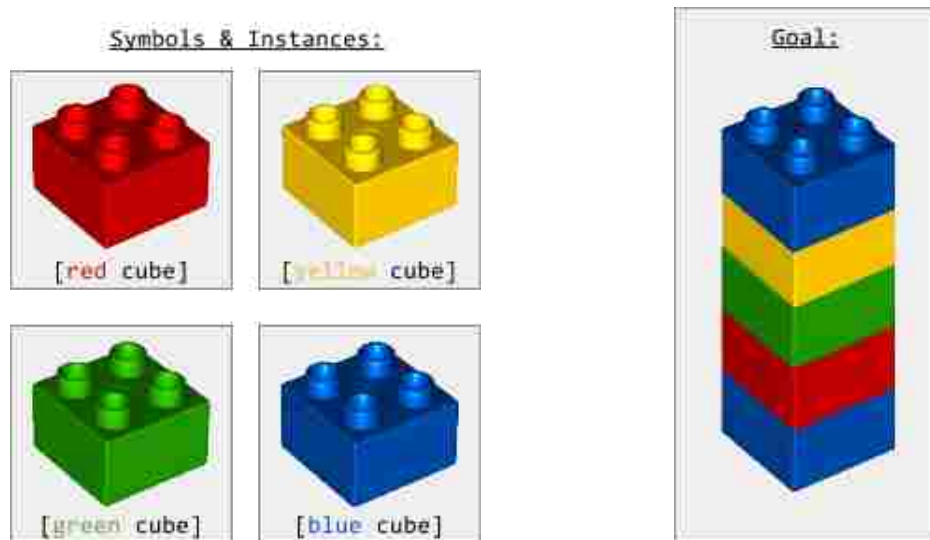 Symbols & Instances:
Goal:
[red cube]
[yellow cube]
[green cube]
[blue cube]